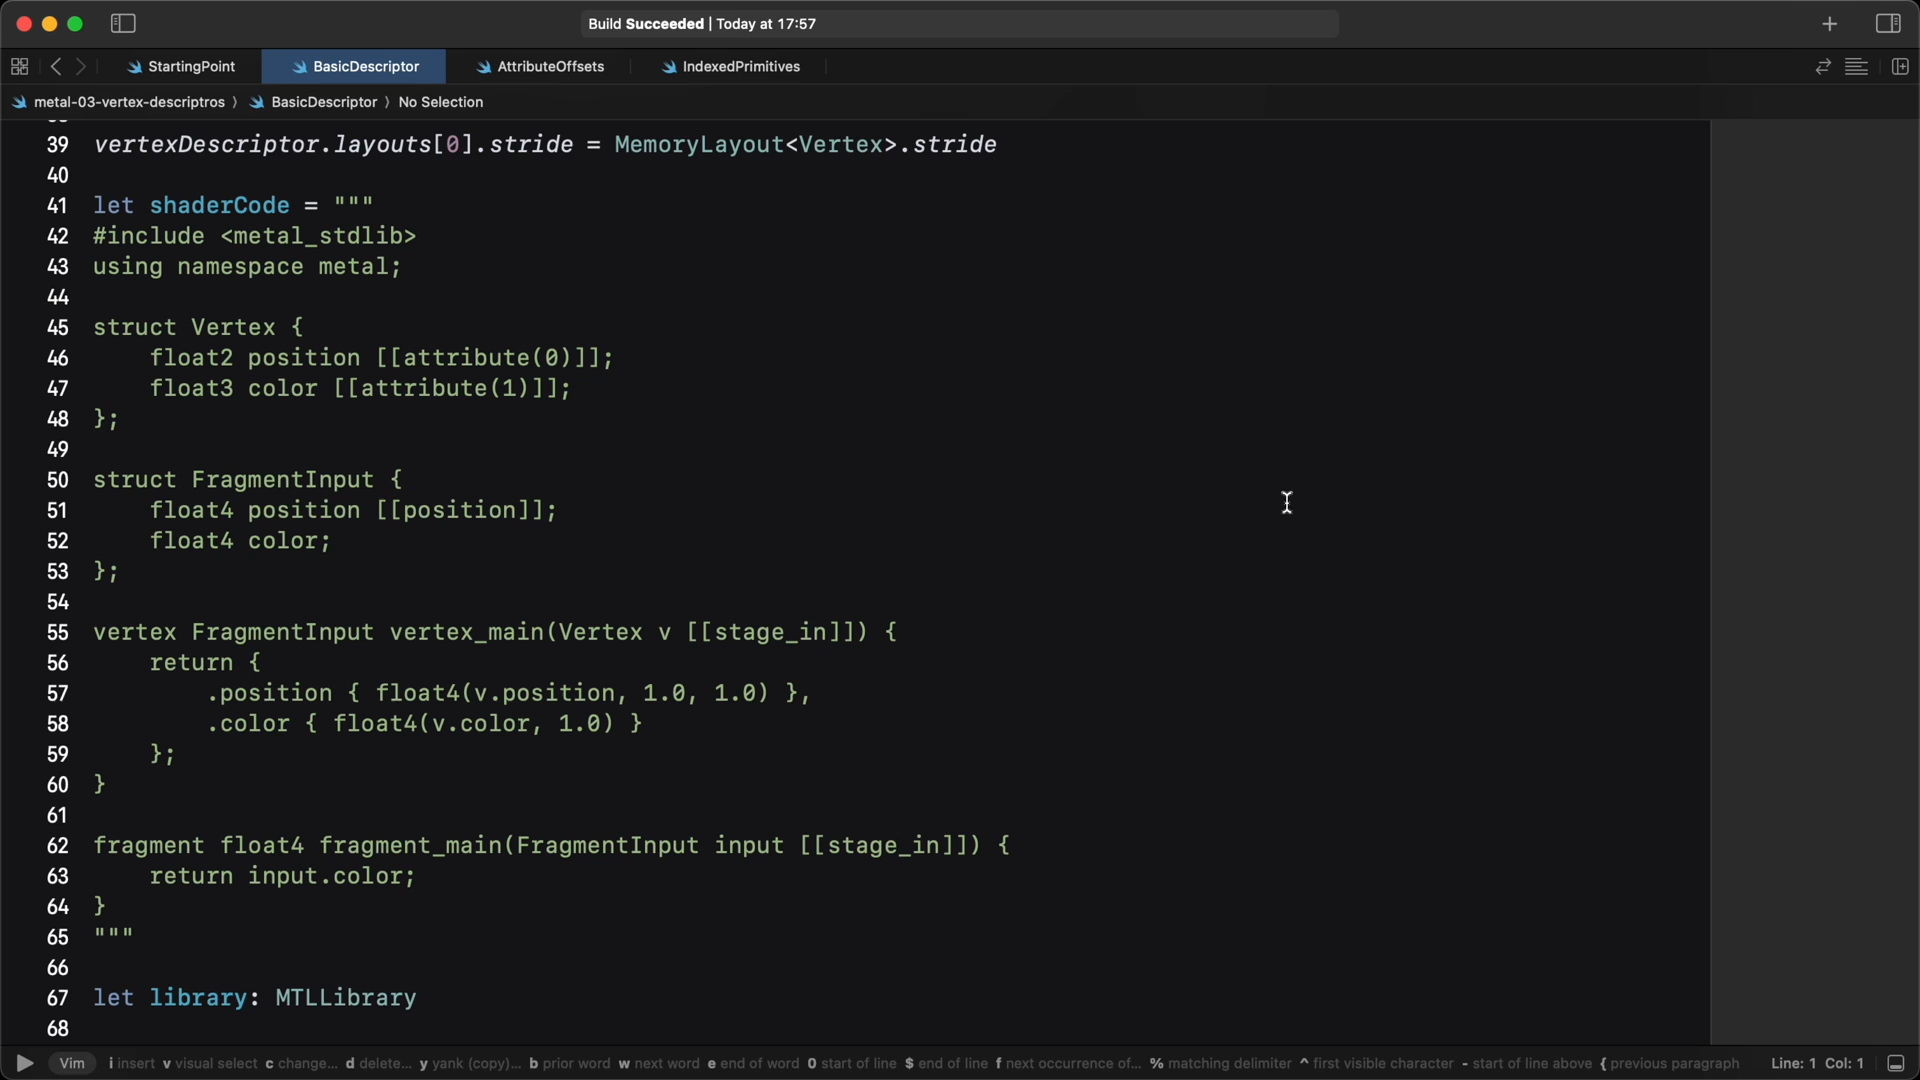 Build Succeeded | Today at 17:57
StartingPoint
BasicDescriptor
AttributeOffsets
IndexedPrimitives
metal-03-vertex-descriptros ⟩ BasicDescriptor ⟩ No Selection
39 vertexDescriptor.layouts[0].stride = MemoryLayout<Vertex>.stride
40
41 let shaderCode = """
42 #include <metal_stdlib>
43 using namespace metal;
44
45 struct Vertex {
46     float2 position [[attribute(0)]];
47     float3 color [[attribute(1)]];
48 };
49
50 struct FragmentInput {
51     float4 position [[position]];
52     float4 color;
53 };
54
55 vertex FragmentInput vertex_main(Vertex v [[stage_in]]) {
56     return {
57         .position { float4(v.position, 1.0, 1.0) },
58         .color { float4(v.color, 1.0) }
59     };
60 }
61
62 fragment float4 fragment_main(FragmentInput input [[stage_in]]) {
63     return input.color;
64 }
65 """
66
67 let library: MTLLibrary
68
Vim i insert v visual select c change... d delete... y yank (copy)... b prior word w next word e end of word 0 start of line $ end of line f next occurrence of... % matching delimiter ^ first visible character - start of line above { previous paragraph Line: 1 Col: 1